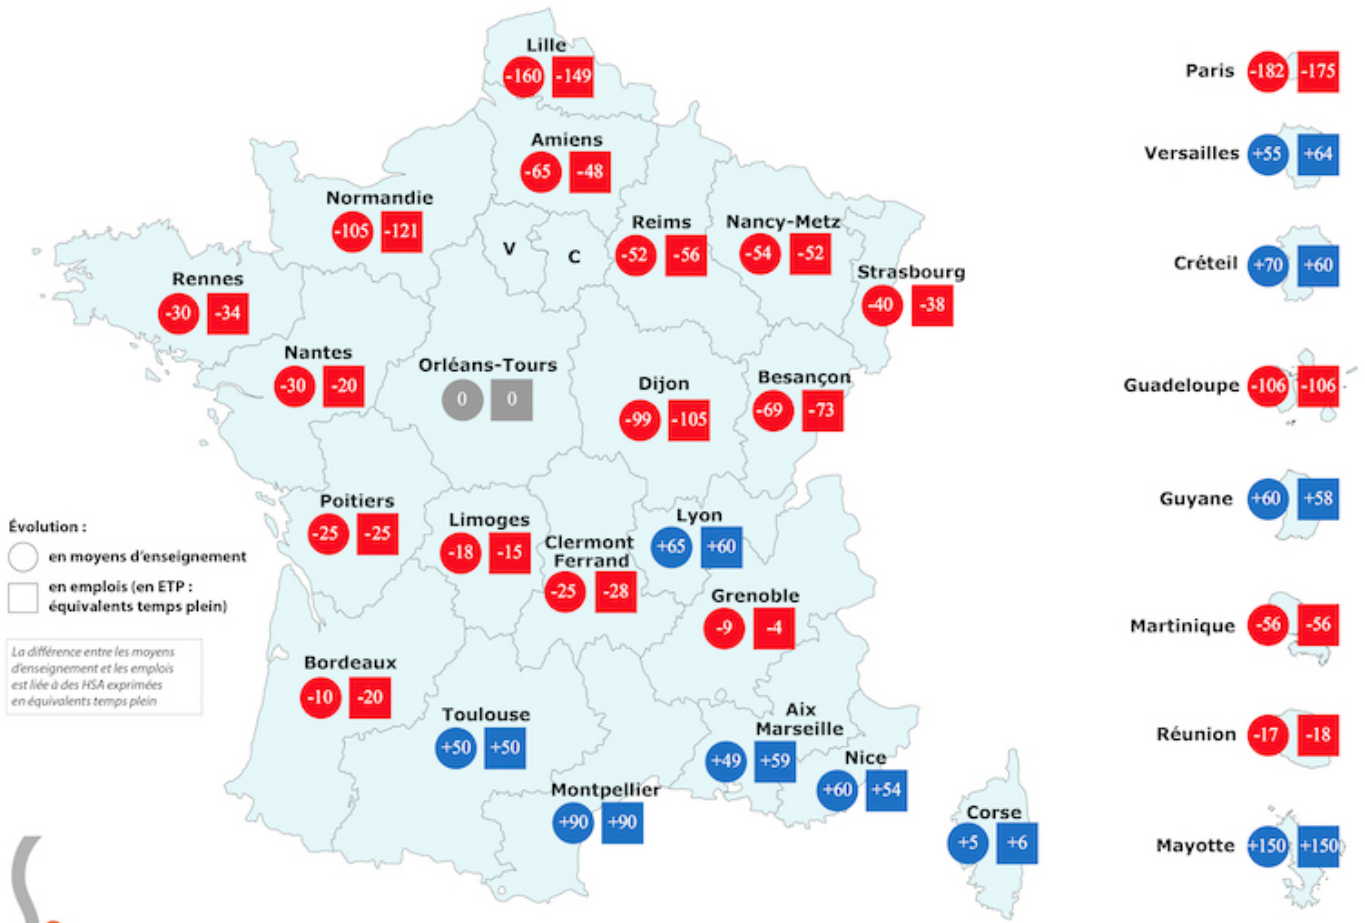 Lille
-160 -149
Amiens
-65 -48
Normandie
-105 -121
V
C
Reims
-52 -56
Nancy-Metz
-54 -52
Strasbourg
-40 -38
Rennes
-30 -34
Nantes
-30 -20
Orléans-Tours
0 0
Dijon
-99 -105
Besançon
-69 -73
Poitiers
-25 -25
Limoges
-18 -15
Clermont
Ferrand
-25 -28
Lyon
+65 +60
Grenoble
-9 -4
Bordeaux
-10 -20
Toulouse
+50 +50
Aix
Marseille
+49 +59
Nice
+60 +54
Montpellier
+90 +90
Corse
+5 +6
Évolution :
en moyens d'enseignement
en emplois (en ETP :
équivalents temps plein)
La différence entre les moyens
d'enseignement et les emplois
est liée à des HSA exprimées
en équivalents temps plein
Paris -182 -175
Versailles +55 +64
Créteil +70 +60
Guadeloupe -106 -106
Guyane +60 +58
Martinique -56 -56
Réunion -17 -18
Mayotte +150 +150